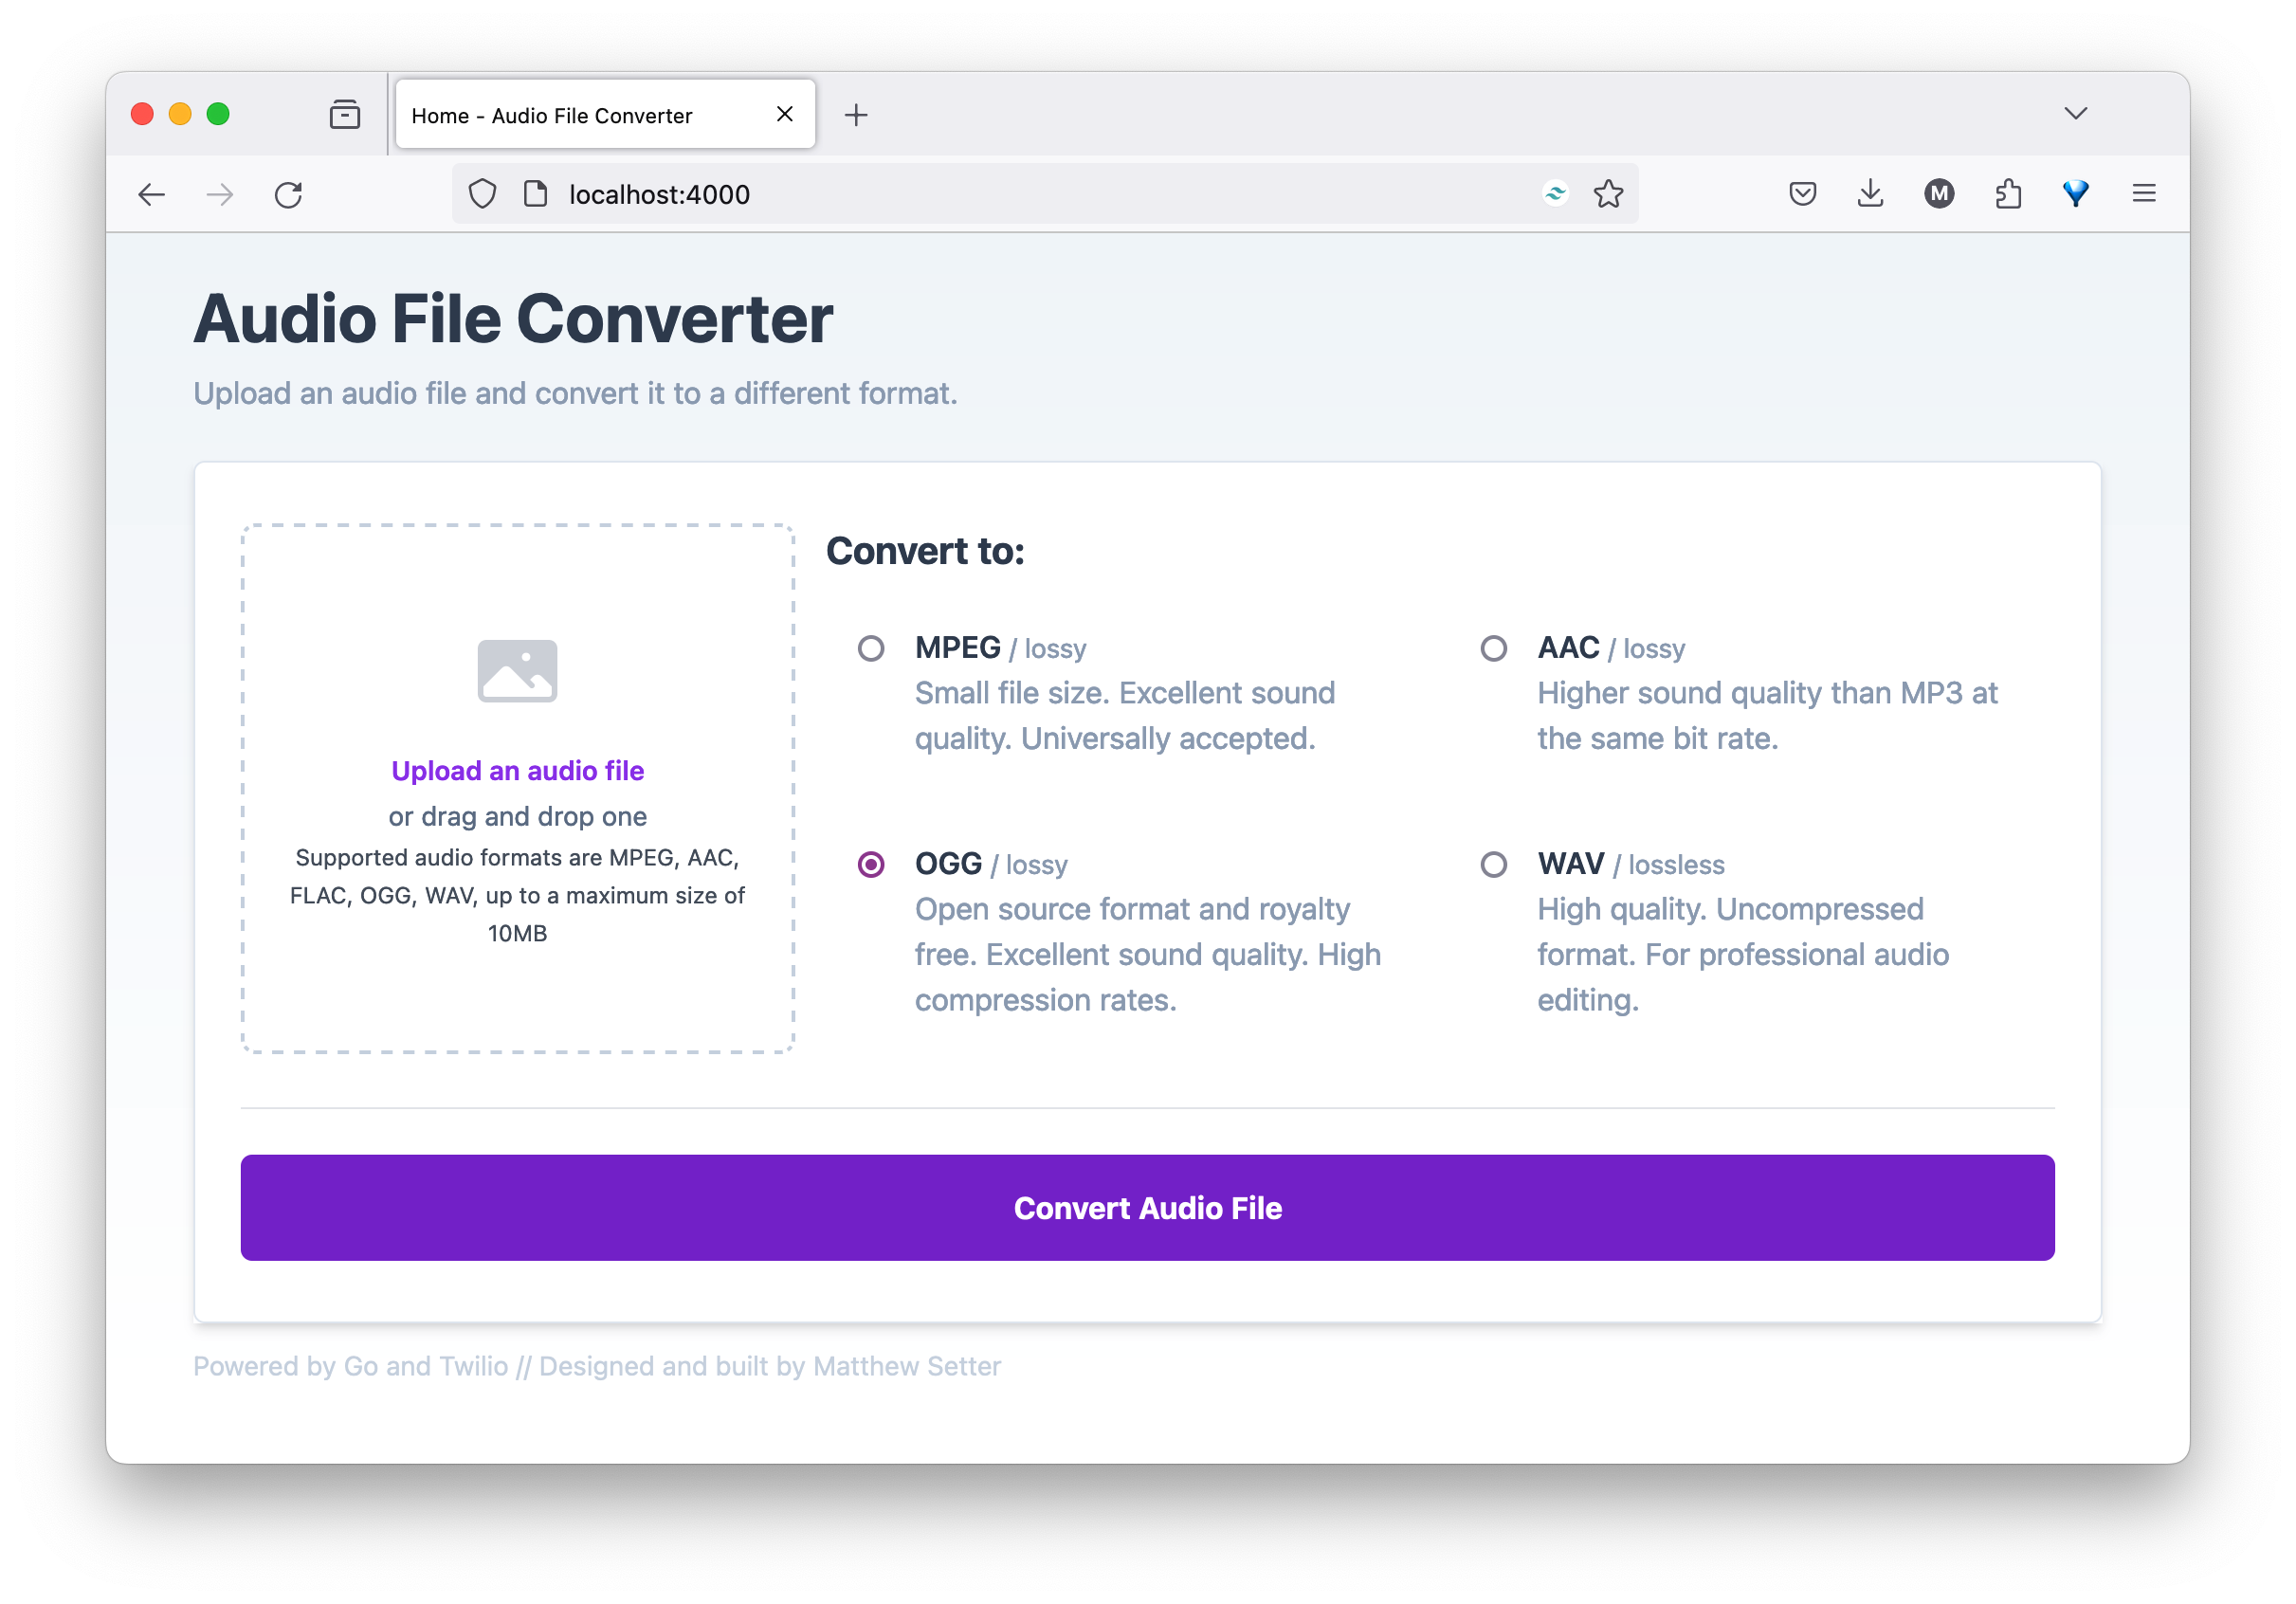 Home - Audio File Converter
localhost:4000
M
Audio File Converter
Upload an audio file and convert it to a different format.
Upload an audio file
or drag and drop one
Supported audio formats are MPEG, AAC,
FLAC, OGG, WAV, up to a maximum size of
10MB
Convert to:
MPEG / lossy
Small file size. Excellent sound
quality. Universally accepted.
AAC / lossy
Higher sound quality than MP3 at
the same bit rate.
OGG / lossy
Open source format and royalty
free. Excellent sound quality. High
compression rates.
WAV / lossless
High quality. Uncompressed
format. For professional audio
editing.
Convert Audio File
Powered by Go and Twilio // Designed and built by Matthew Setter